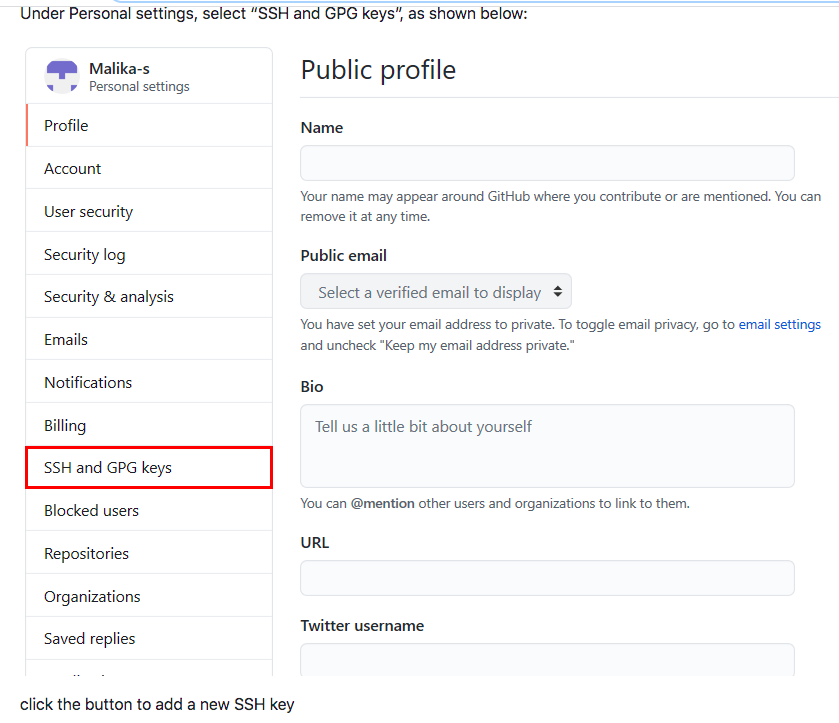 Under Personal settings, select “SSH and GPG keys”, as shown below:
Malika-s
Personal settings
Profile
Account
User security
Security log
Security & analysis
Emails
Notifications
Billing
SSH and GPG keys
Blocked users
Repositories
Organizations
Saved replies
Public profile
Name
Your name may appear around GitHub where you contribute or are mentioned. You can
remove it at any time.
Public email
Select a verified email to display
You have set your email address to private. To toggle email privacy, go to email settings
and uncheck "Keep my email address private."
Bio
Tell us a little bit about yourself
You can @mention other users and organizations to link to them.
URL
Twitter username
click the button to add a new SSH key